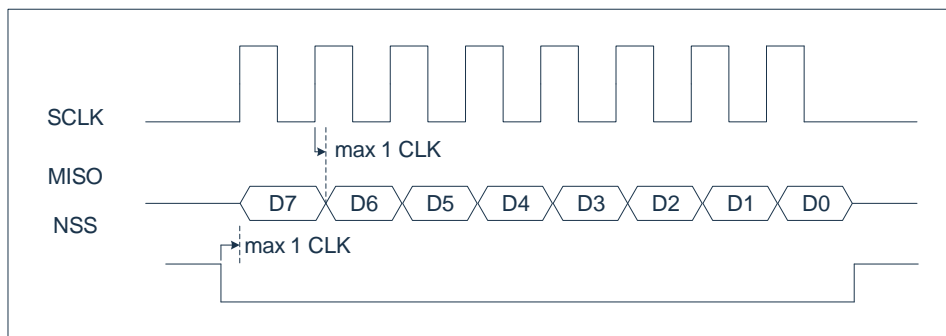 SCLK
max 1 CLK
MISO
D7 D6 D5 D4 D3 D2 D1 D0
NSS
max 1 CLK